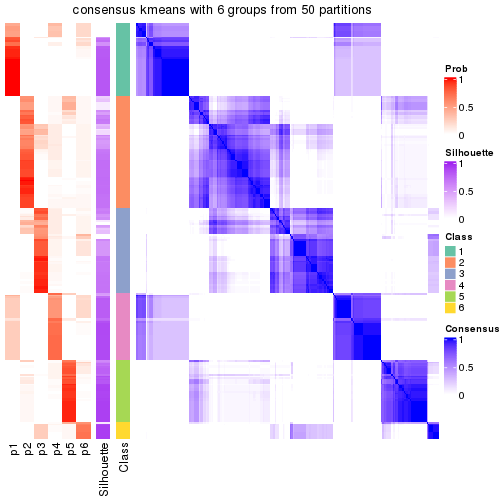 consensus kmeans with 6 groups from 50 partitions
Prob
1
0.5
0
Silhouette
1
0.5
0
Class
1
2
3
4
5
6
Consensus
1
0.5
0
p1
p2
p3
p4
p5
p6
Silhouette
Class